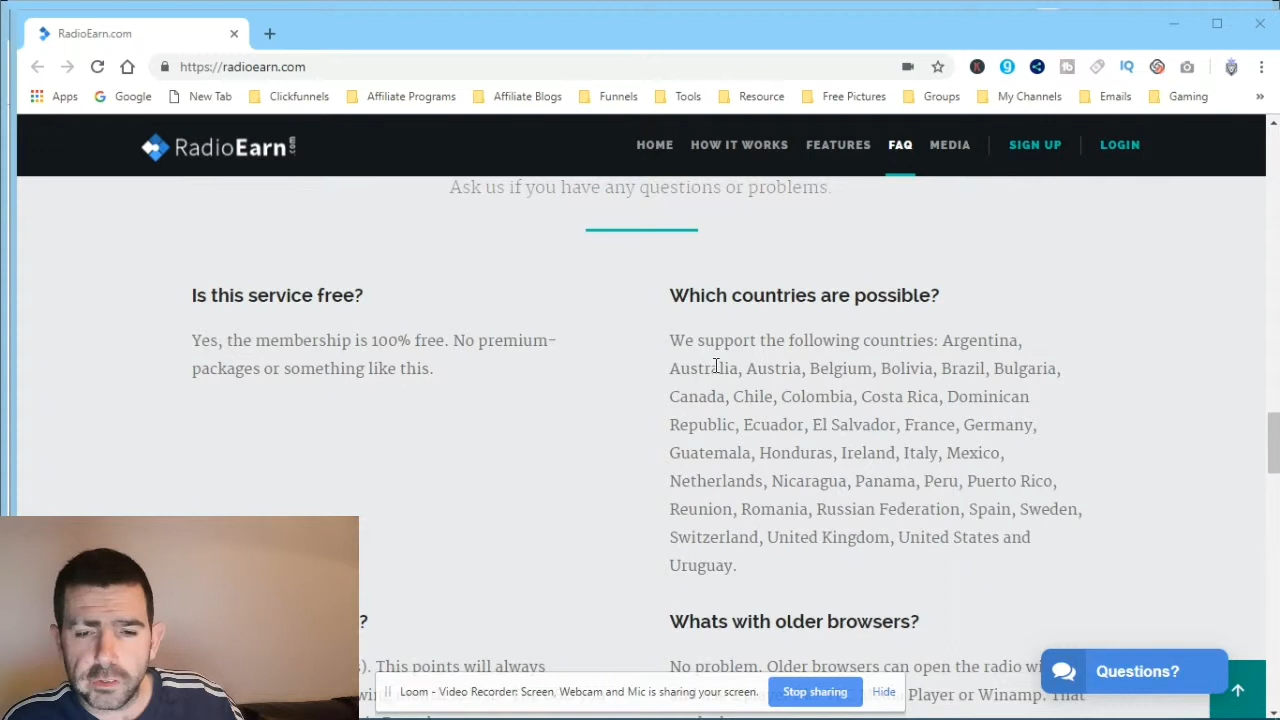 RadioEarn.com
https://radioearn.com
Apps Google New Tab Clickfunnels Affiliate Programs Affiliate Blogs Funnels Tools Resource Free Pictures Groups My Channels Emails Gaming »
RadioEarn.com HOME HOW IT WORKS FEATURES FAQ MEDIA SIGN UP LOGIN
Ask us if you have any questions or problems.
Is this service free?
Yes, the membership is 100% free. No premium-
packages or something like this.
Which countries are possible?
We support the following countries: Argentina,
Australia, Austria, Belgium, Bolivia, Brazil, Bulgaria,
Canada, Chile, Colombia, Costa Rica, Dominican
Republic, Ecuador, El Salvador, France, Germany,
Guatemala, Honduras, Ireland, Italy, Mexico,
Netherlands, Nicaragua, Panama, Peru, Puerto Rico,
Reunion, Romania, Russian Federation, Spain, Sweden,
Switzerland, United Kingdom, United States and
Uruguay.
?
). This points will always
Whats with older browsers?
No problem. Older browsers can open the radio wi
Player or Winamp. That
Questions?
Loom - Video Recorder: Screen, Webcam and Mic is sharing your screen. Stop sharing Hide